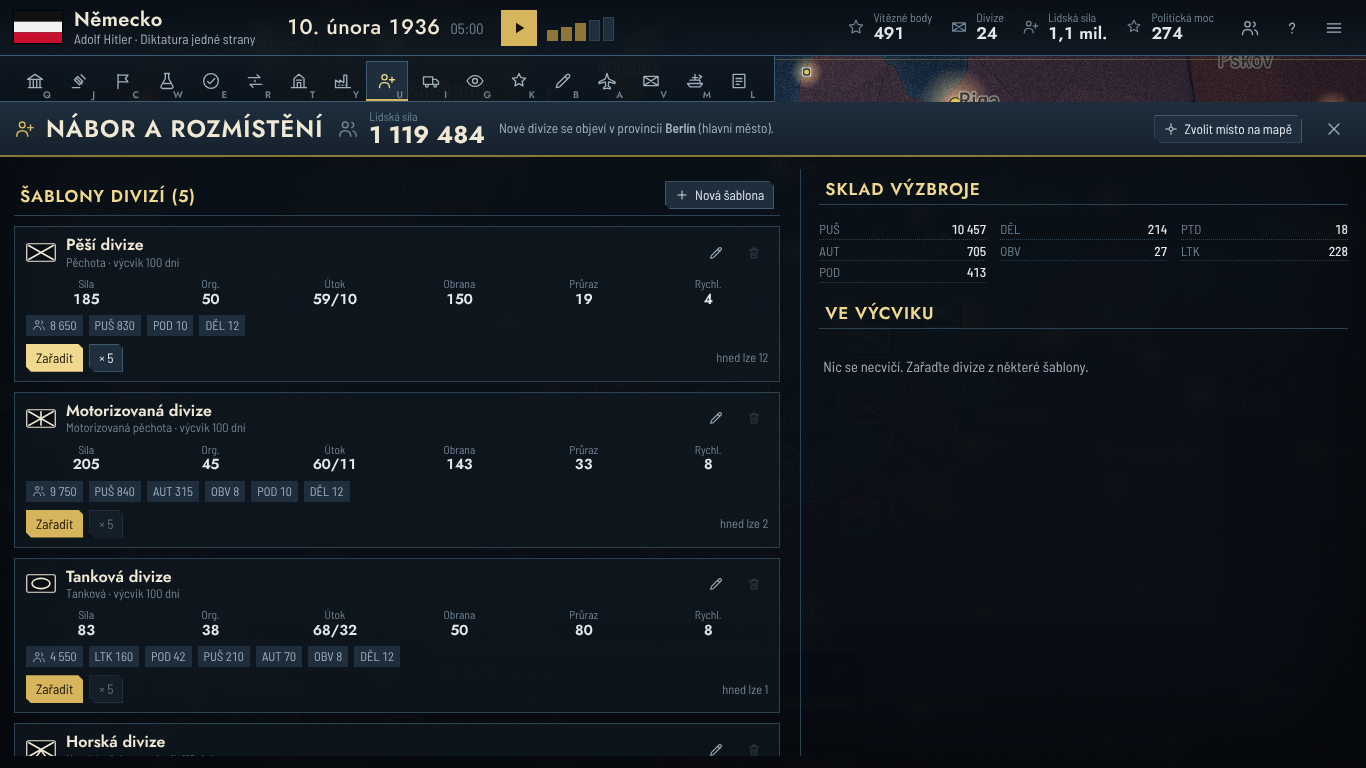 Německo
Adolf Hitler · Diktatura jedné strany
10. února 1936 05:00
Vítězné body
491
Divize
24
Lidská síla
1,1 mil.
Politická moc
274
?
Q J C W E R T Y U I G K B A V M L
Pskov
Riga
NÁBOR A ROZMÍSTĚNÍ
Lidská síla
1 119 484
Nové divize se objeví v provincii Berlín (hlavní město).
Zvolit místo na mapě
ŠABLONY DIVIZÍ (5)
Nová šablona
Pěší divize
Pěchota · výcvik 100 dní
Síla Org. Útok Obrana Průraz Rychl.
185 50 59/10 150 19 4
8 650 PUŠ 830 POD 10 DĚL 12
Zařadit × 5 hned lze 12
Motorizovaná divize
Motorizovaná pěchota · výcvik 100 dní
Síla Org. Útok Obrana Průraz Rychl.
205 45 60/11 143 33 8
9 750 PUŠ 840 AUT 315 OBV 8 POD 10 DĚL 12
Zařadit × 5 hned lze 2
Tanková divize
Tanková · výcvik 100 dní
Síla Org. Útok Obrana Průraz Rychl.
83 38 68/32 50 80 8
4 550 LTK 160 POD 42 PUŠ 210 AUT 70 OBV 8 DĚL 12
Zařadit × 5 hned lze 1
Horská divize
SKLAD VÝZBROJE
PUŠ 10 457 DĚL 214 PTD 18
AUT 705 OBV 27 LTK 228
POD 413
VE VÝCVIKU
Nic se necvičí. Zařaďte divize z některé šablony.